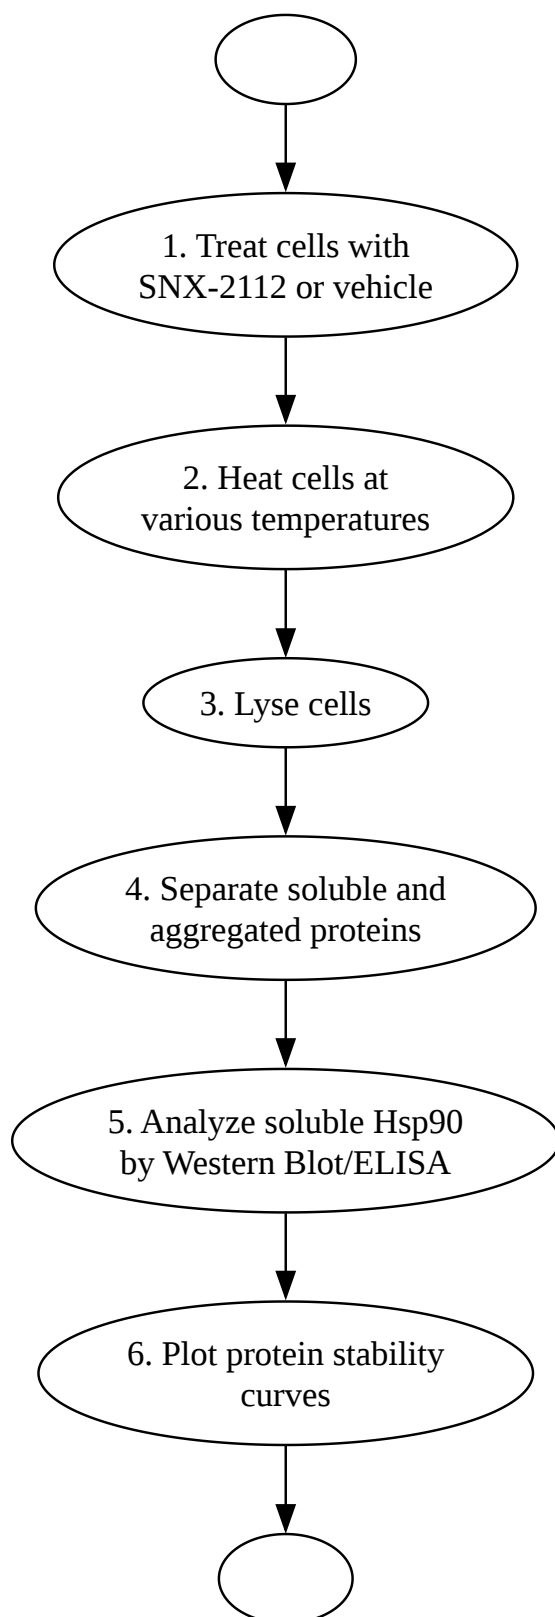 1. Treat cells with
SNX-2112 or vehicle
2. Heat cells at
various temperatures
3. Lyse cells
4. Separate soluble and
aggregated proteins
5. Analyze soluble Hsp90
by Western Blot/ELISA
6. Plot protein stability
curves